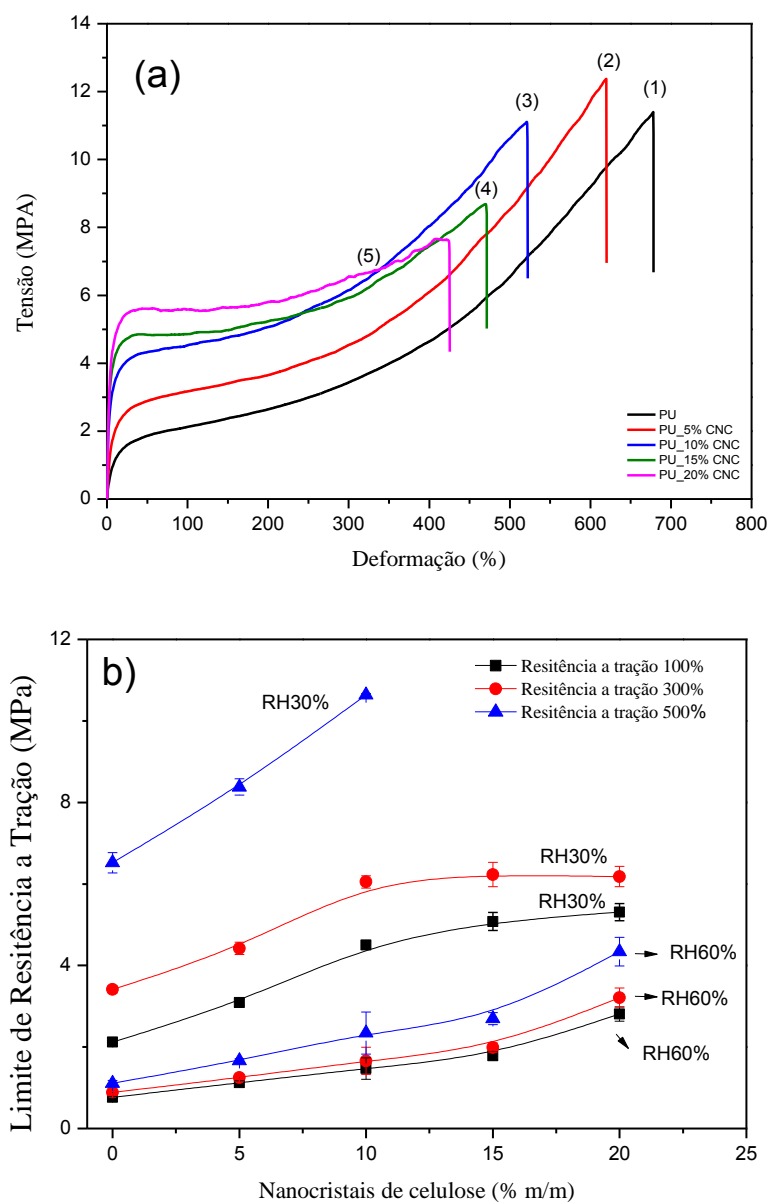 (a)
14
12
10
8
6
4
2
0
Tensão (MPA)
(1)
(2)
(3)
(4)
(5)
PU
PU_5% CNC
PU_10% CNC
PU_15% CNC
PU_20% CNC
0 100 200 300 400 500 600 700 800
Deformação (%)
b)
12
8
4
0
Limite de Resitência a Tração (MPa)
Resitência a tração 100%
Resitência a tração 300%
Resitência a tração 500%
RH30%
RH30%
RH30%
RH60%
RH60%
RH60%
0 5 10 15 20 25
Nanocristais de celulose (% m/m)